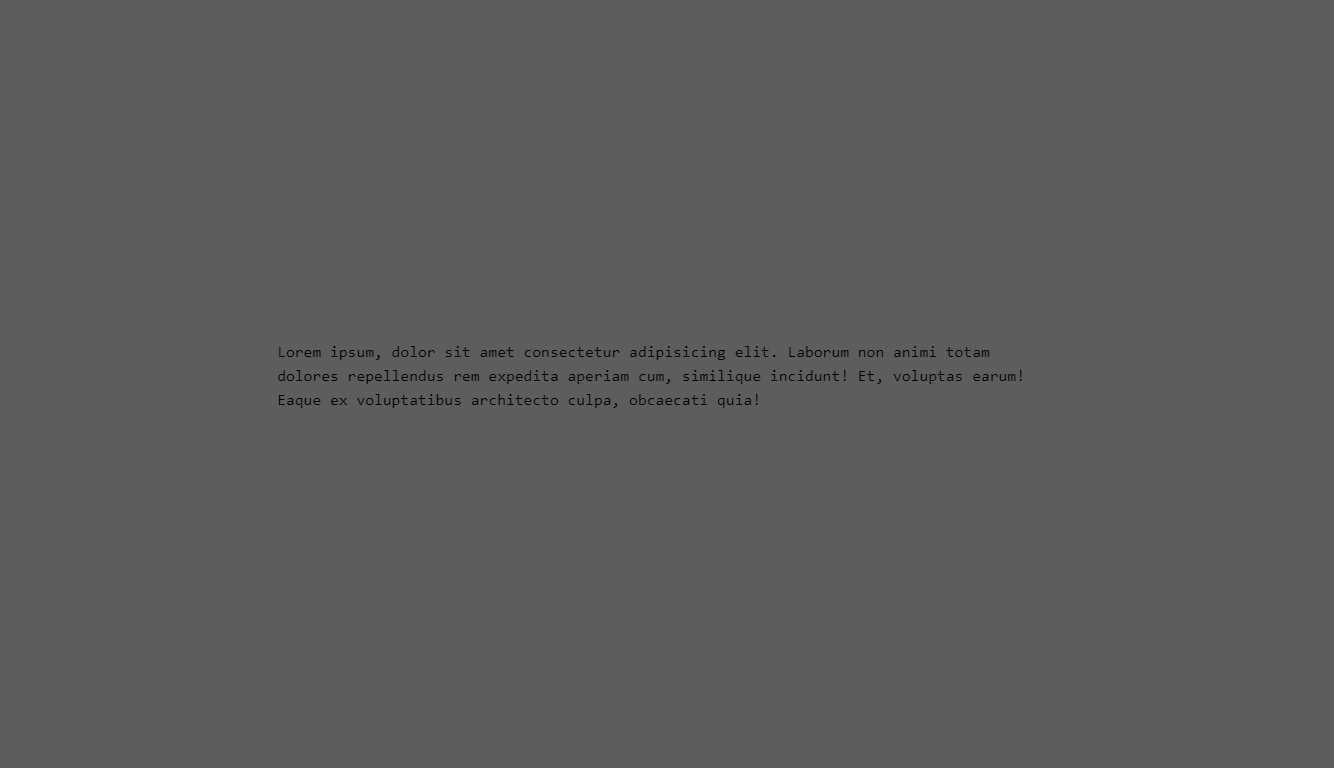 Lorem ipsum, dolor sit amet consectetur adipisicing elit. Laborum non animi totam
dolores repellendus rem expedita aperiam cum, similique incidunt! Et, voluptas earum!
Eaque ex voluptatibus architecto culpa, obcaecati quia!